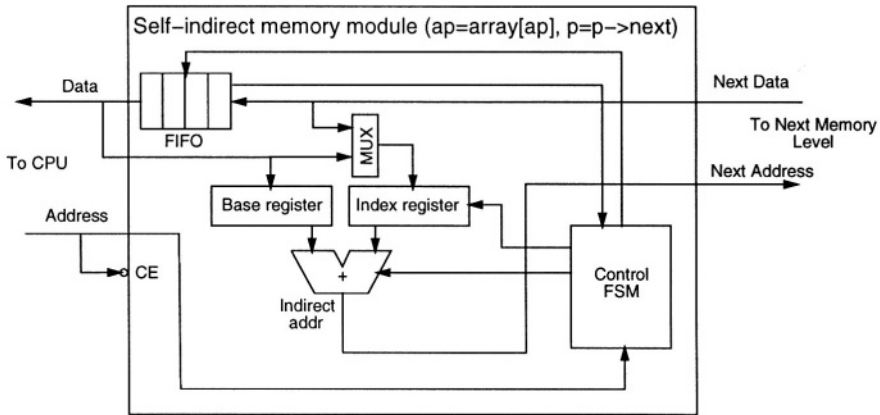 Self-indirect memory module (ap=array[ap], p=p->next)
Data
Next Data
FIFO
MUX
To Next Memory
Level
To CPU
Next Address
Base register
Index register
Address
CE
+
Control
FSM
Indirect
addr